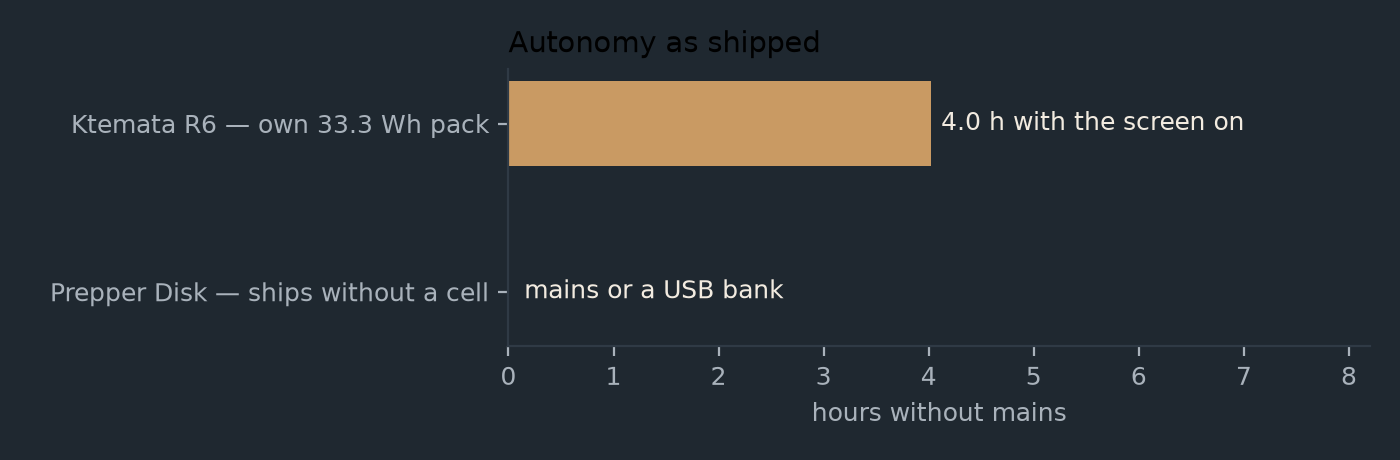 Autonomy as shipped
Ktemata R6 — own 33.3 Wh pack
4.0 h with the screen on
Prepper Disk — ships without a cell
mains or a USB bank
0 1 2 3 4 5 6 7 8
hours without mains